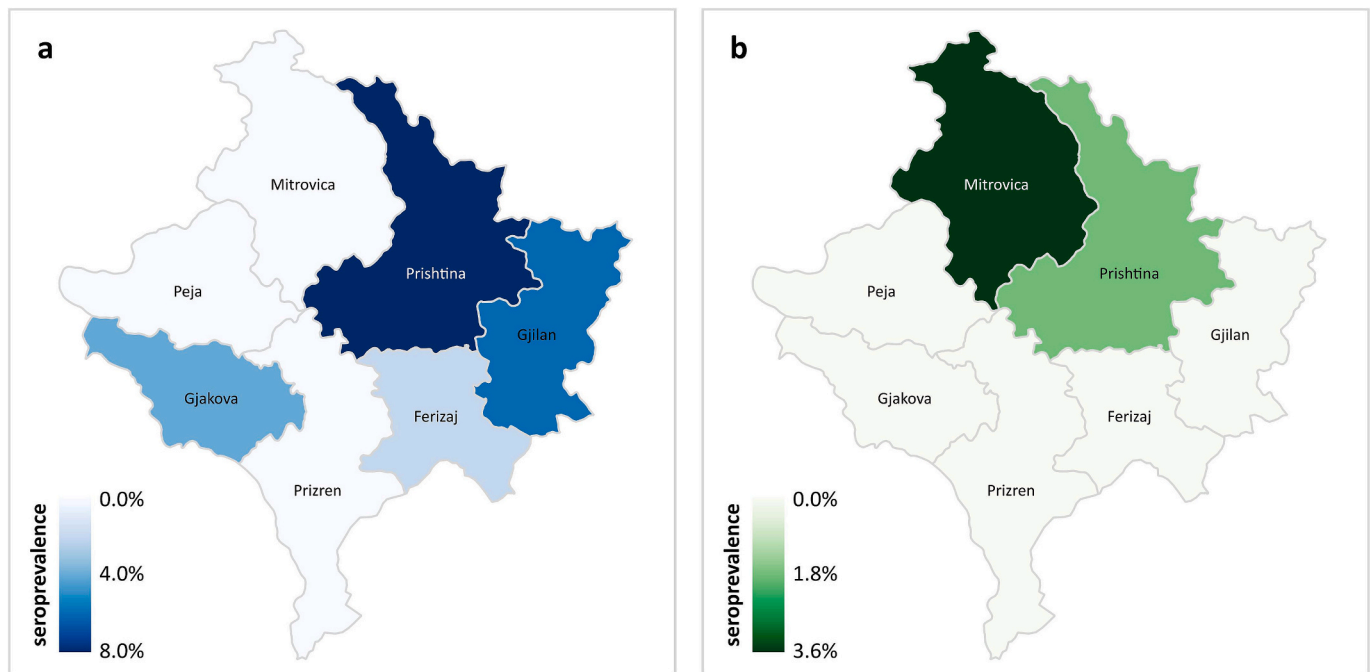 a
Mitrovica
Prishtina
Peja
Gjilan
Gjakova
Ferizaj
Prizren
seroprevalence
0.0%
4.0%
8.0%
b
Mitrovica
Prishtina
Peja
Gjilan
Gjakova
Ferizaj
Prizren
seroprevalence
0.0%
1.8%
3.6%